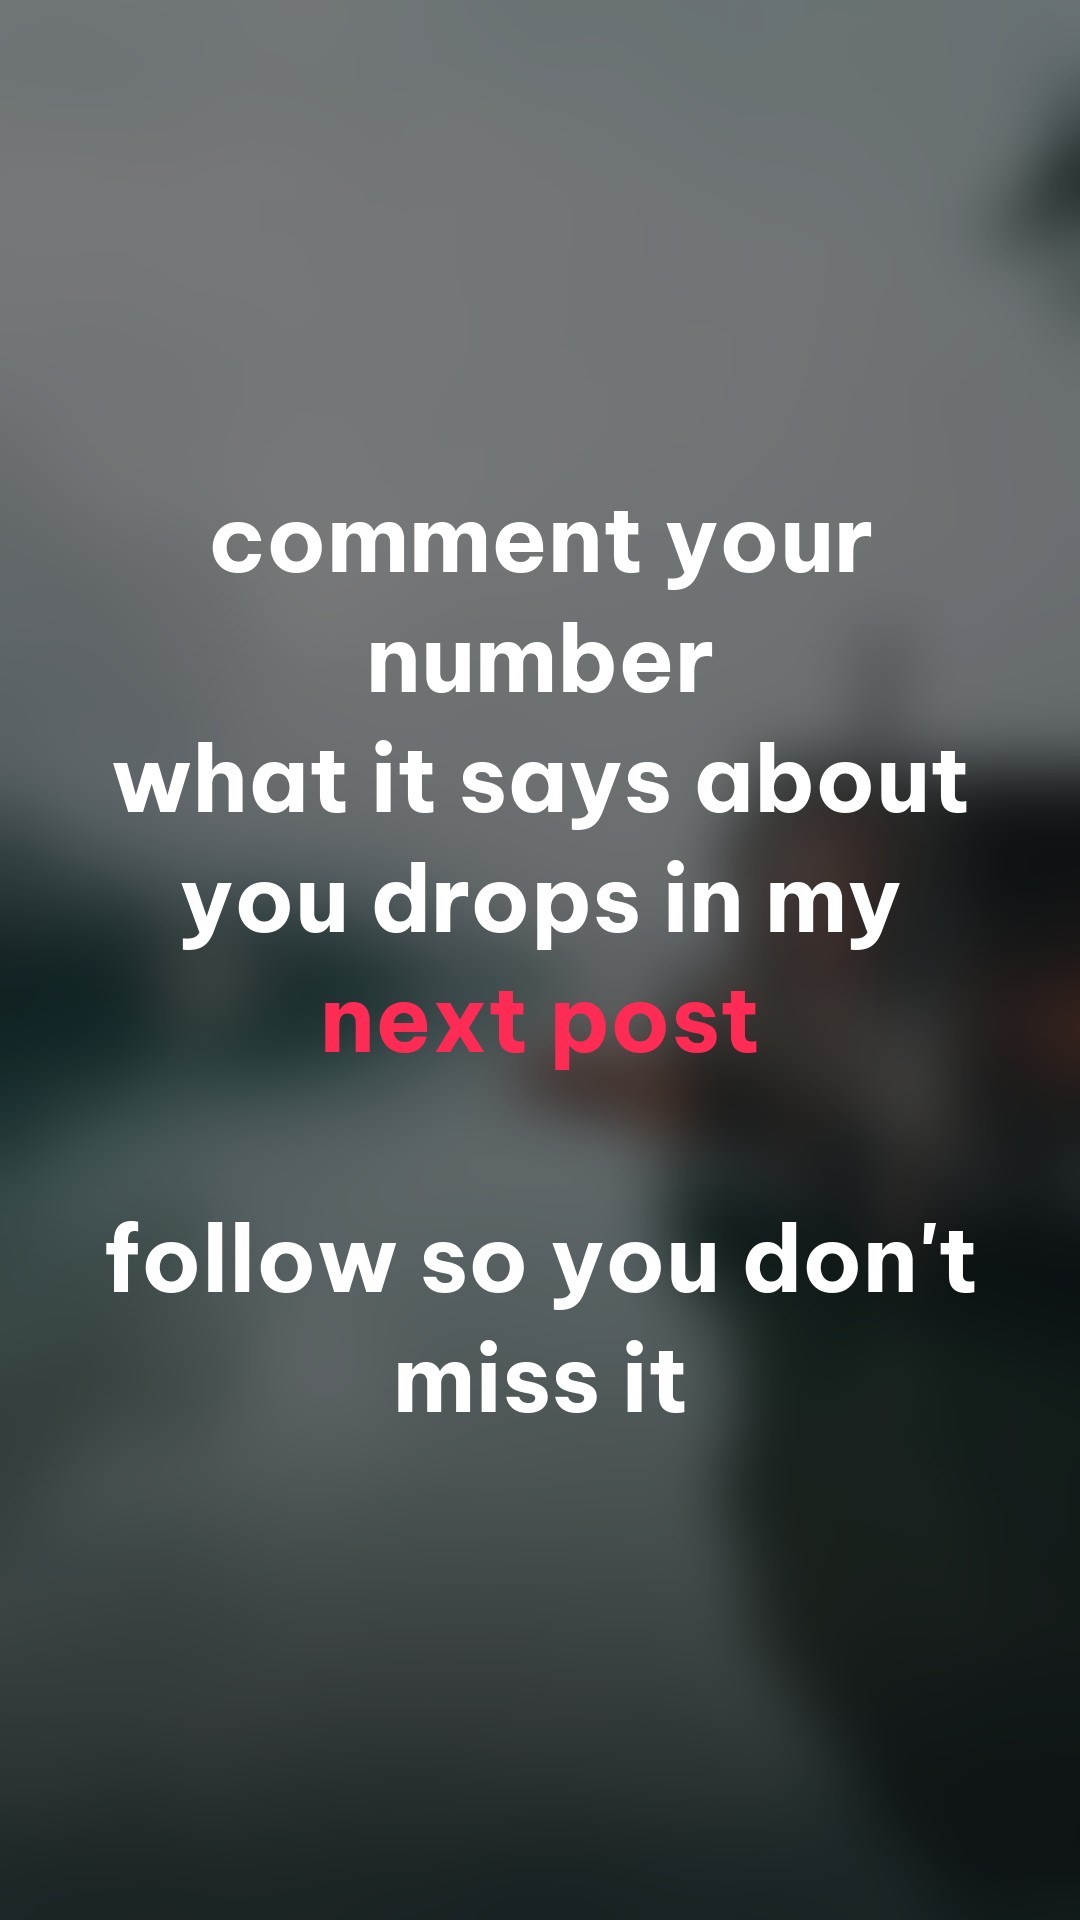 comment your
number
what it says about
you drops in my
next post
follow so you don't
miss it